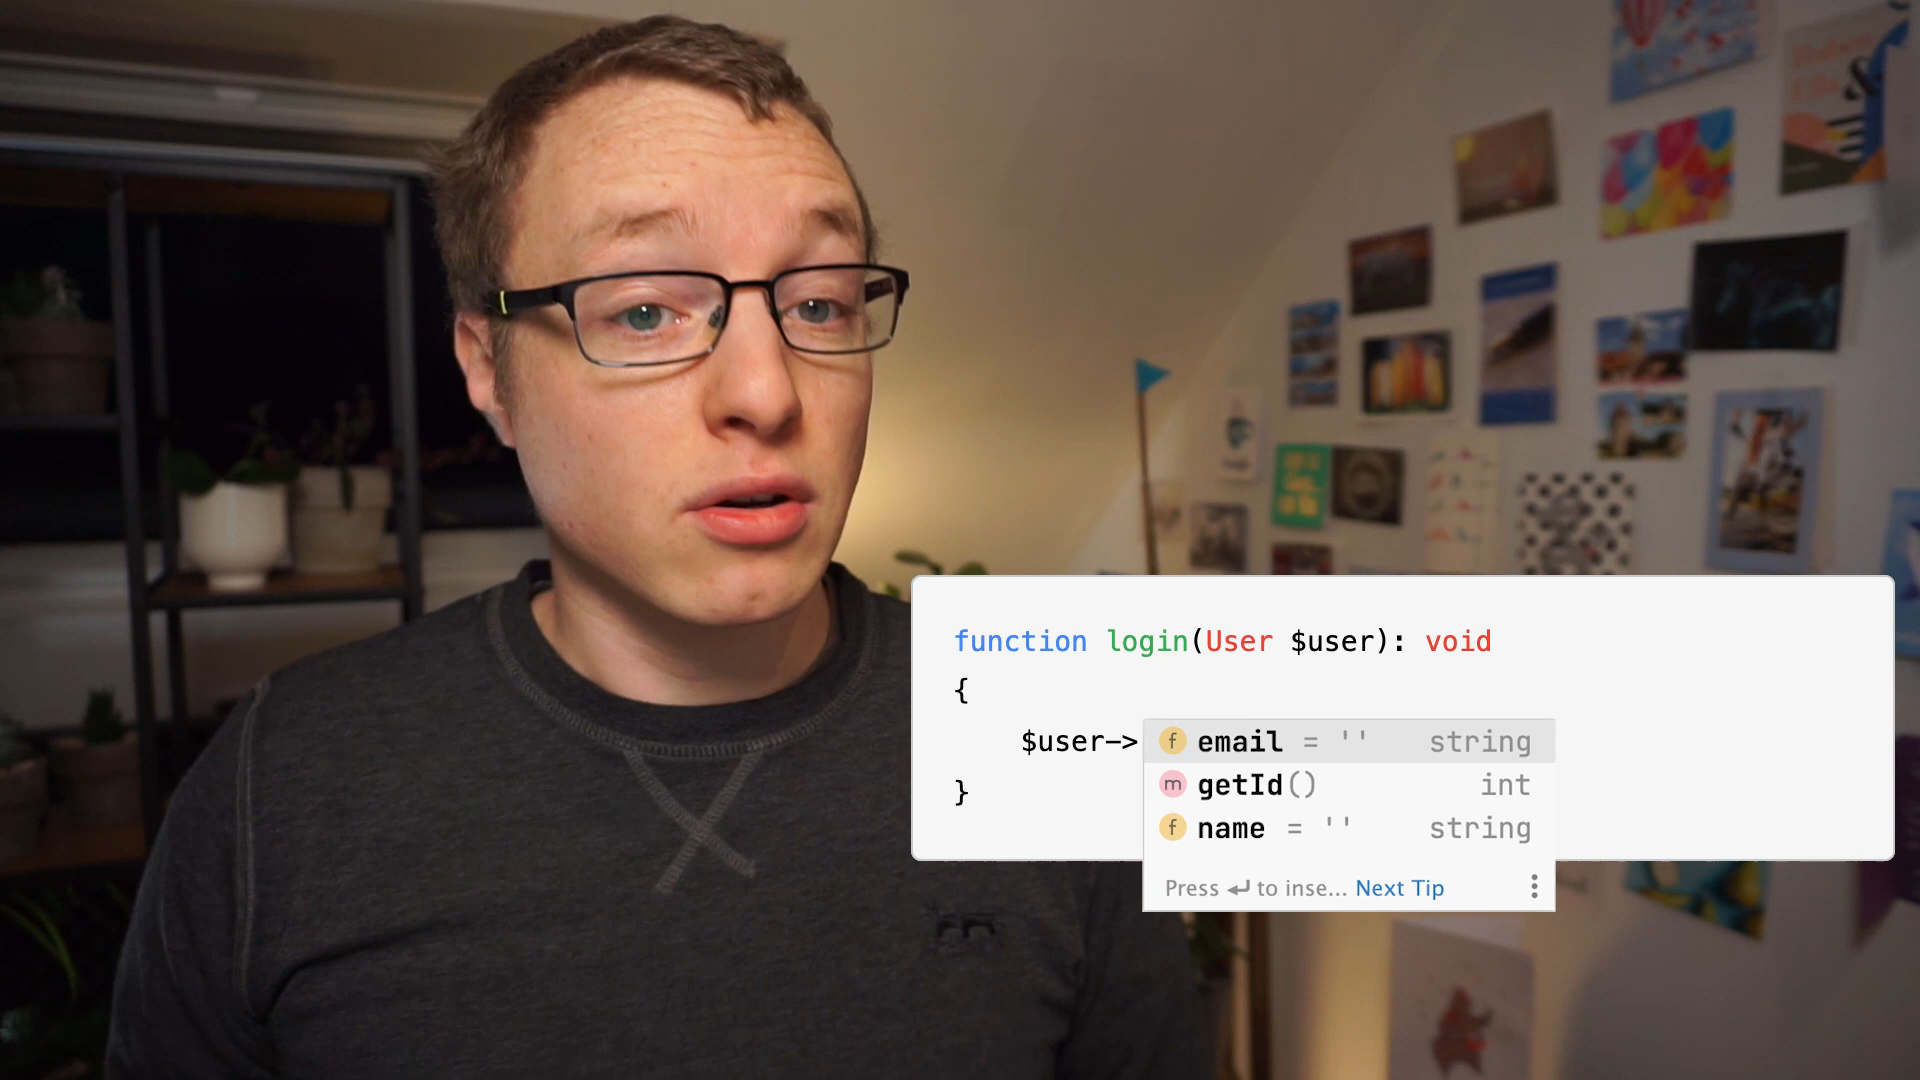 function login(User $user): void
{
$user->
f email = '' string
m getId() int
f name = '' string
}
Press ↵ to inse... Next Tip